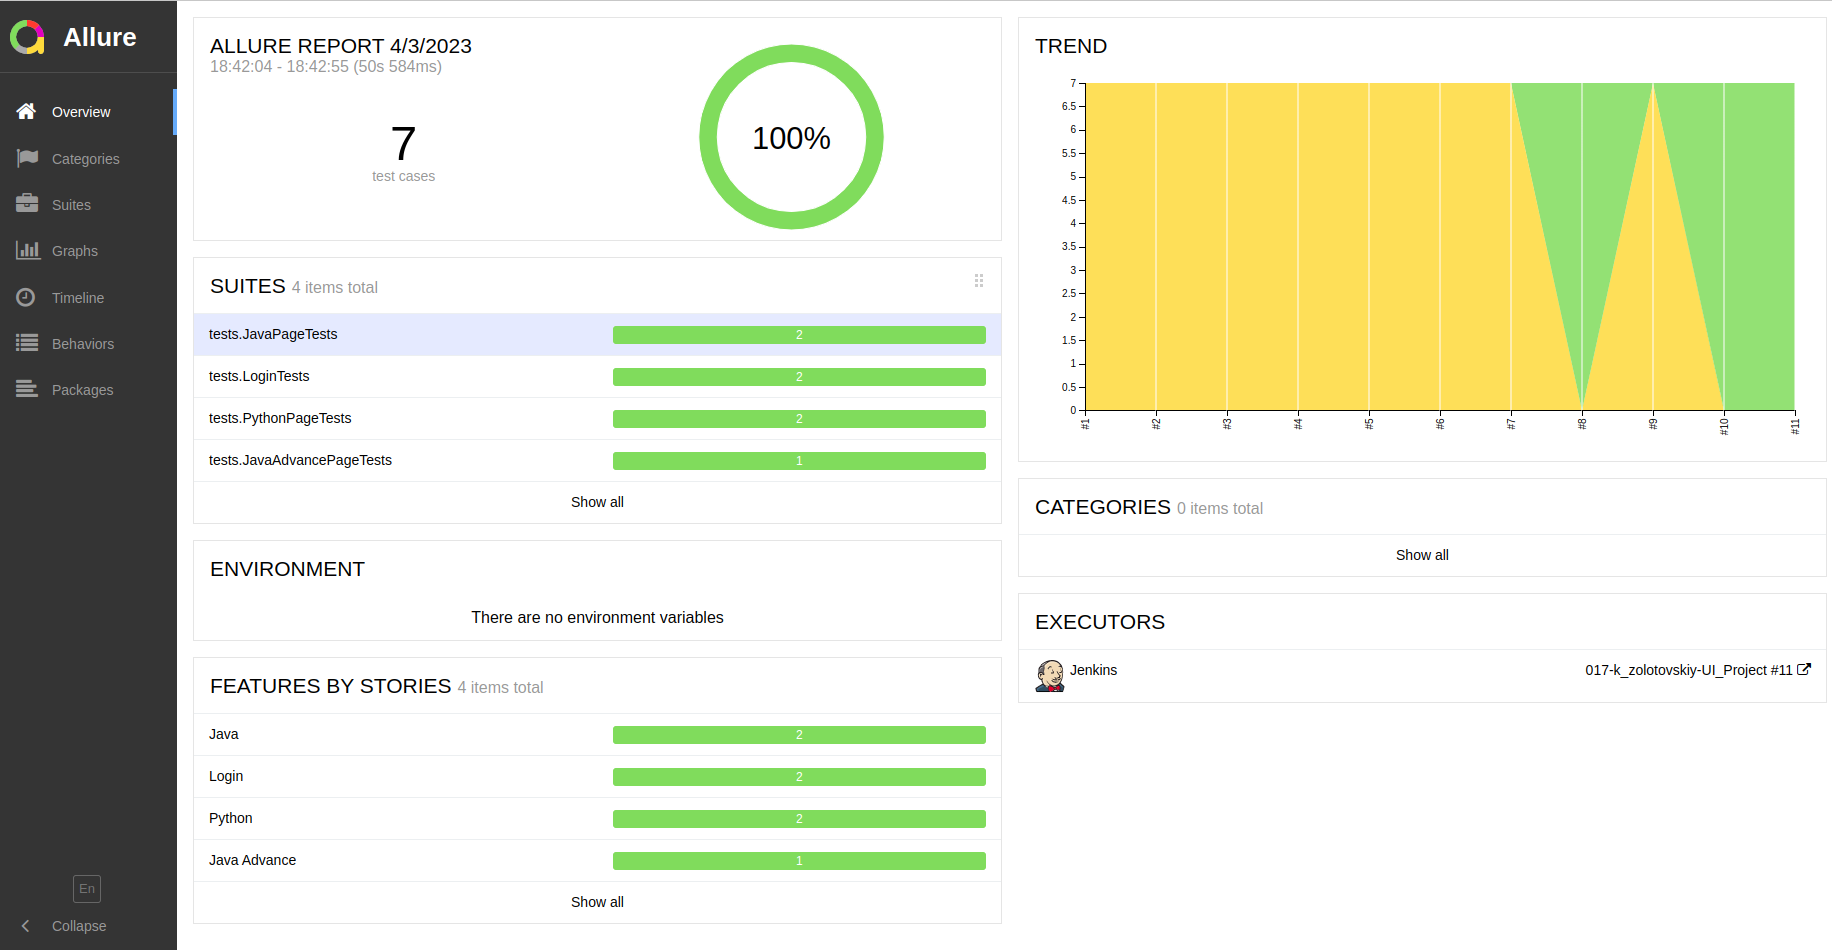 Allure
Overview
Categories
Suites
Graphs
Timeline
Behaviors
Packages
En
Collapse
ALLURE REPORT 4/3/2023
18:42:04 - 18:42:55 (50s 584ms)
7
test cases
100%
SUITES 4 items total
tests.JavaPageTests 2
tests.LoginTests 2
tests.PythonPageTests 2
tests.JavaAdvancePageTests 1
Show all
ENVIRONMENT
There are no environment variables
FEATURES BY STORIES 4 items total
Java 2
Login 2
Python 2
Java Advance 1
Show all
TREND
7
6.5
6
5.5
5
4.5
4
3.5
3
2.5
2
1.5
1
0.5
0
#1 #2 #3 #4 #5 #6 #7 #8 #9 #10 #11
CATEGORIES 0 items total
Show all
EXECUTORS
Jenkins 017-k_zolotovskiy-UI_Project #11